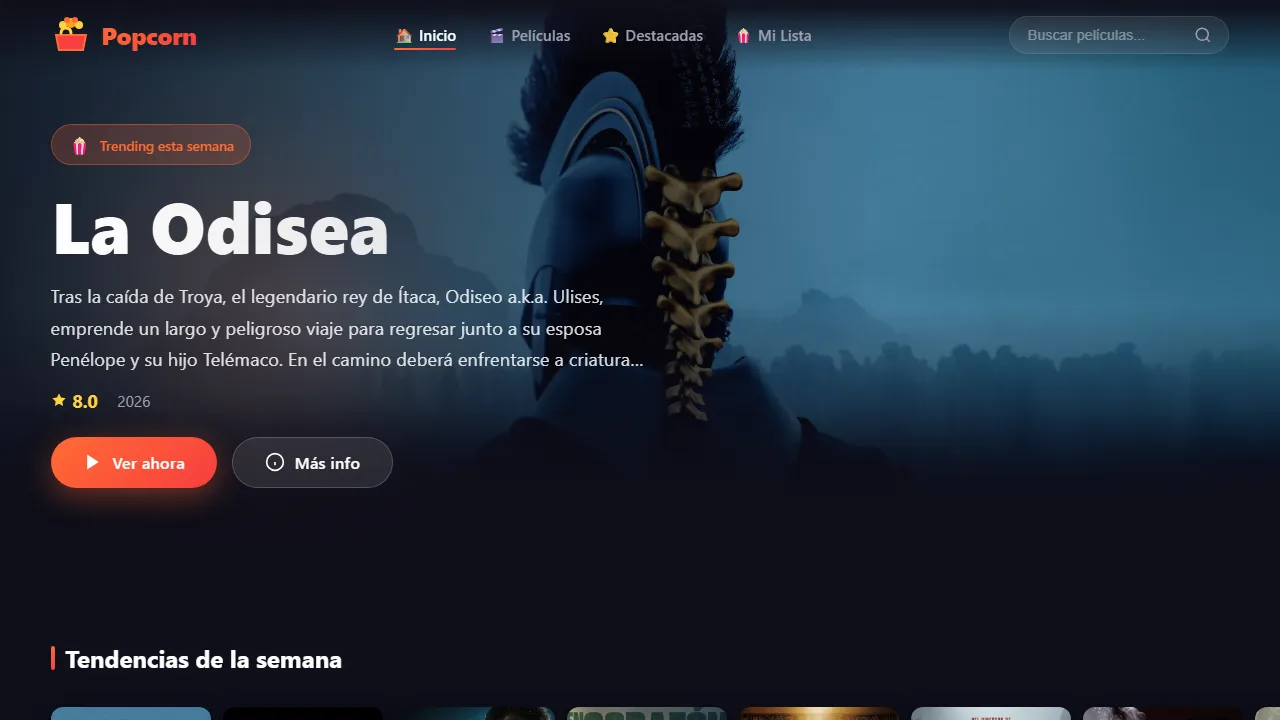 Popcorn
Inicio
Películas
Destacadas
Mi Lista
Buscar películas...
Trending esta semana
La Odisea
Tras la caída de Troya, el legendario rey de Ítaca, Odiseo a.k.a. Ulises,
emprende un largo y peligroso viaje para regresar junto a su esposa
Penélope y su hijo Telémaco. En el camino deberá enfrentarse a criatura...
8.0 2026
Ver ahora
Más info
Tendencias de la semana